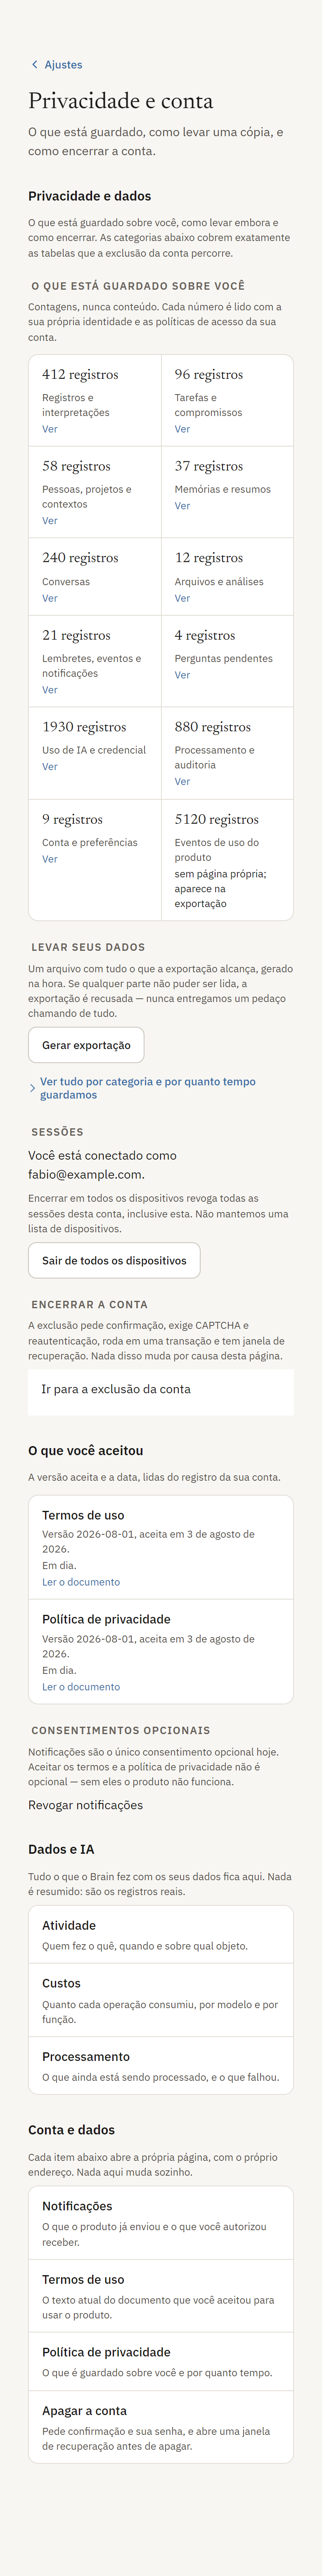 Ajustes
Privacidade e conta
O que está guardado, como levar uma cópia, e
como encerrar a conta.
Privacidade e dados
O que está guardado sobre você, como levar embora e
como encerrar. As categorias abaixo cobrem exatamente
as tabelas que a exclusão da conta percorre.
O QUE ESTÁ GUARDADO SOBRE VOCÊ
Contagens, nunca conteúdo. Cada número é lido com a
sua própria identidade e as políticas de acesso da sua
conta.
412 registros
Registros e
interpretações
Ver
96 registros
Tarefas e
compromissos
Ver
58 registros
Pessoas, projetos e
contextos
Ver
37 registros
Memórias e resumos
Ver
240 registros
Conversas
Ver
12 registros
Arquivos e análises
Ver
21 registros
Lembretes, eventos e
notificações
Ver
4 registros
Perguntas pendentes
Ver
1930 registros
Uso de IA e credencial
Ver
880 registros
Processamento e
auditoria
Ver
9 registros
Conta e preferências
Ver
5120 registros
Eventos de uso do
produto
sem página própria;
aparece na
exportação
LEVAR SEUS DADOS
Um arquivo com tudo o que a exportação alcança, gerado
na hora. Se qualquer parte não puder ser lida, a
exportação é recusada — nunca entregamos um pedaço
chamando de tudo.
Gerar exportação
Ver tudo por categoria e por quanto tempo
guardamos
SESSÕES
Você está conectado como
fabio@example.com.
Encerrar em todos os dispositivos revoga todas as
sessões desta conta, inclusive esta. Não mantemos uma
lista de dispositivos.
Sair de todos os dispositivos
ENCERRAR A CONTA
A exclusão pede confirmação, exige CAPTCHA e
reautenticação, roda em uma transação e tem janela de
recuperação. Nada disso muda por causa desta página.
Ir para a exclusão da conta
O que você aceitou
A versão aceita e a data, lidas do registro da sua conta.
Termos de uso
Versão 2026-08-01, aceita em 3 de agosto de
2026.
Em dia.
Ler o documento
Política de privacidade
Versão 2026-08-01, aceita em 3 de agosto de
2026.
Em dia.
Ler o documento
CONSENTIMENTOS OPCIONAIS
Notificações são o único consentimento opcional hoje.
Aceitar os termos e a política de privacidade não é
opcional — sem eles o produto não funciona.
Revogar notificações
Dados e IA
Tudo o que o Brain fez com os seus dados fica aqui. Nada
é resumido: são os registros reais.
Atividade
Quem fez o quê, quando e sobre qual objeto.
Custos
Quanto cada operação consumiu, por modelo e por
função.
Processamento
O que ainda está sendo processado, e o que falhou.
Conta e dados
Cada item abaixo abre a própria página, com o próprio
endereço. Nada aqui muda sozinho.
Notificações
O que o produto já enviou e o que você autorizou
receber.
Termos de uso
O texto atual do documento que você aceitou para
usar o produto.
Política de privacidade
O que é guardado sobre você e por quanto tempo.
Apagar a conta
Pede confirmação e sua senha, e abre uma janela
de recuperação antes de apagar.